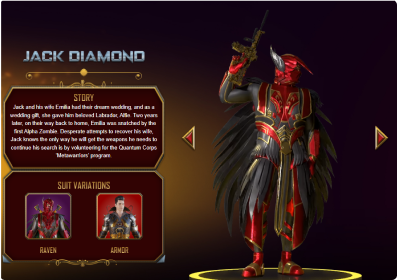 JACK DIAMOND
STORY
Jack and his wife Emilia had their dream wedding, and as a
wedding gift, she gave him beloved Labrador, Alfie. Two years
later, on their way back to home, Emilia was snatched by the
first Alpha Zombie. Desperate attempts to recover his wife,
Jack knows the only way he will get the weapons he needs to
continue his search is by volunteering for the Quantum Corps
'Metawarriors' program.
SUIT VARIATIONS
RAVEN
ARMOR